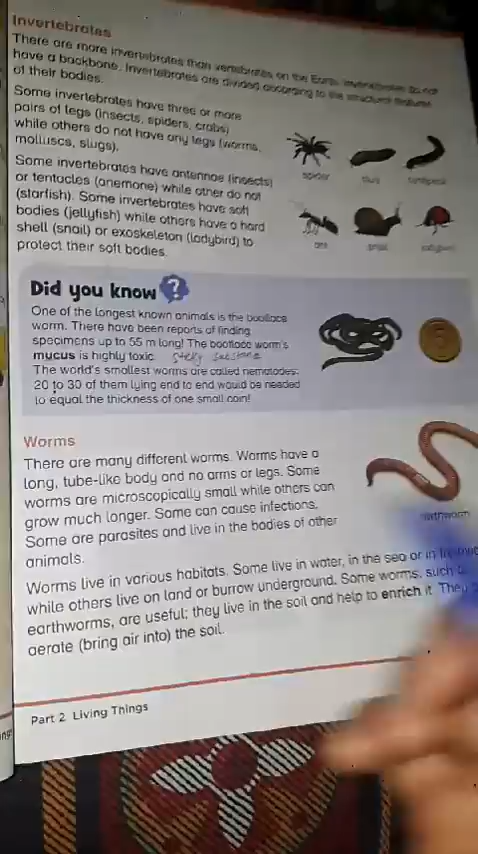 Invertebrates
There are more invertebrates than vertebrates on the Earth. Invertebrates do not
have a backbone. Invertebrates are divided according to the structural features
of their bodies.
Some invertebrates have three or more
pairs of legs (insects, spiders, crabs)
while others do not have any legs (worms,
molluscs, slugs).
Some invertebrates have antennae (insects)
or tentacles (anemone) while other do not
(starfish). Some invertebrates have soft
bodies (jellyfish) while others have a hard
shell (snail) or exoskeleton (ladybird) to
protect their soft bodies.
spider slug centipede
ant snail ladybird
Did you know ?
One of the longest known animals is the bootlace
worm. There have been reports of finding
specimens up to 55 m long! The bootlace worm's
mucus is highly toxic. sticky substance
The world's smallest worms are called nematodes:
20 to 30 of them lying end to end would be needed
to equal the thickness of one small coin!
Worms
There are many different worms. Worms have a
long, tube-like body and no arms or legs. Some
worms are microscopically small while others can
grow much longer. Some can cause infections.
Some are parasites and live in the bodies of other
animals.
earthworm
Worms live in various habitats. Some live in water, in the sea or in
while others live on land or burrow underground. Some worms, such
earthworms, are useful; they live in the soil and help to enrich it. They
aerate (bring air into) the soil.
Part 2 Living Things